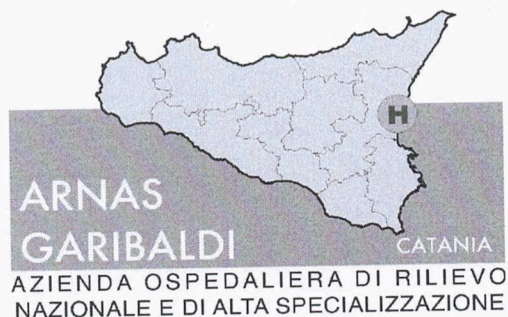 H
ARNAS
GARIBALDI
CATANIA
AZIENDA OSPEDALIERA DI RILIEVO
NAZIONALE E DI ALTA SPECIALIZZAZIONE